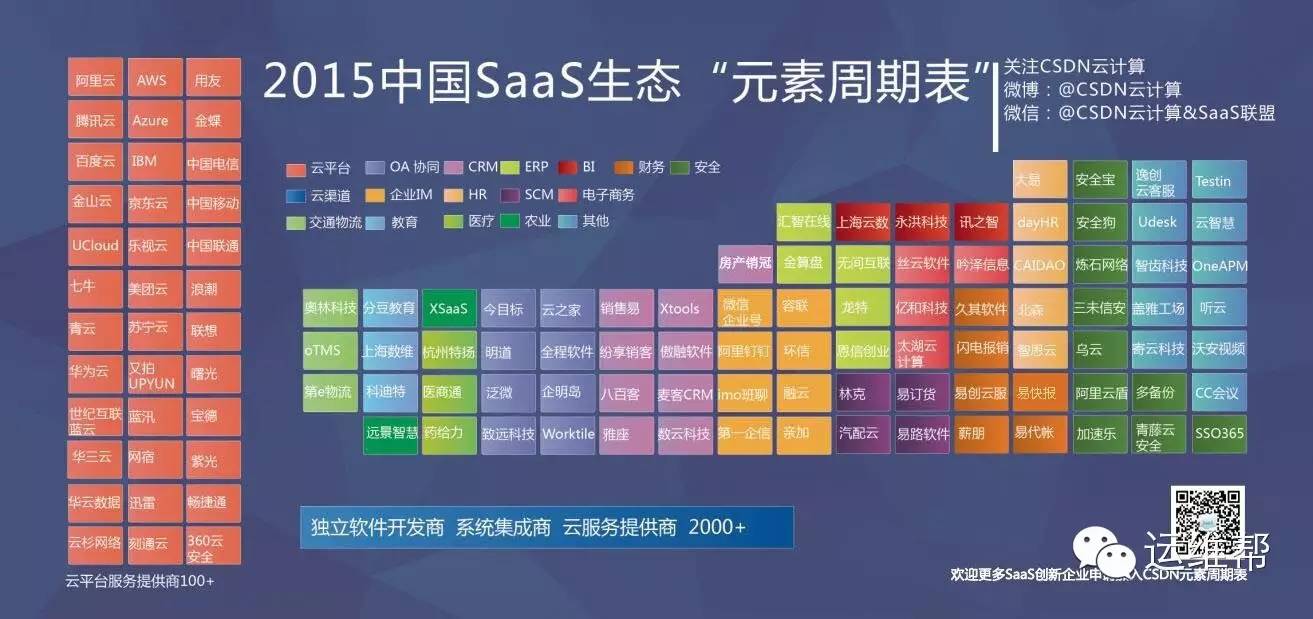 2015中国SaaS生态“元素周期表”
关注CSDN云计算
微博：@CSDN云计算
微信：@CSDN云计算&SaaS联盟
阿里云 AWS 用友
腾讯云 Azure 金蝶
百度云 IBM 中国电信
金山云 京东云 中国移动
UCloud 乐视云 中国联通
七牛 美团云 浪潮
青云 苏宁云 联想
华为云 又拍UPYUN 曙光
世纪互联蓝云 蓝汛 宝德
华三云 网宿 紫光
华云数据 迅雷 畅捷通
云杉网络 刻通云 360云安全
云平台服务提供商100+
云平台 OA 协同 CRM ERP BI 财务 安全
云渠道 企业IM HR SCM 电子商务
交通物流 教育 医疗 农业 其他
大易 安全宝 逸创云客服 Testin
汇智在线 上海云数 永洪科技 讯之智 dayHR 安全狗 Udesk 云智慧
房产销冠 金算盘 无间互联 丝云软件 吟泽信息 CAIDAO 炼石网络 智齿科技 OneAPM
奥林科技 分豆教育 XSaaS 今目标 云之家 销售易 Xtools 微信企业号 容联 龙特 亿和科技 久其软件 北森 三未信安 盖雅工场 听云
oTMS 上海数维 杭州特扬 明道 全程软件 纷享销客 傲融软件 阿里钉钉 环信 恩信创业 太湖云计算 闪电报销 智思云 乌云 寄云科技 沃安视频
第e物流 科迪特 医商通 泛微 企明岛 八百客 麦客CRM imo班聊 融云 林克 易订货 易创云服 易快报 阿里云盾 多备份 CC会议
远景智慧 药给力 致远科技 Worktile 雅座 数云科技 第一企信 亲加 汽配云 易路软件 薪朋 易代帐 加速乐 青藤云安全 SSO365
独立软件开发商 系统集成商 云服务提供商 2000+
运维帮
欢迎更多SaaS创新企业申请入CSDN元素周期表